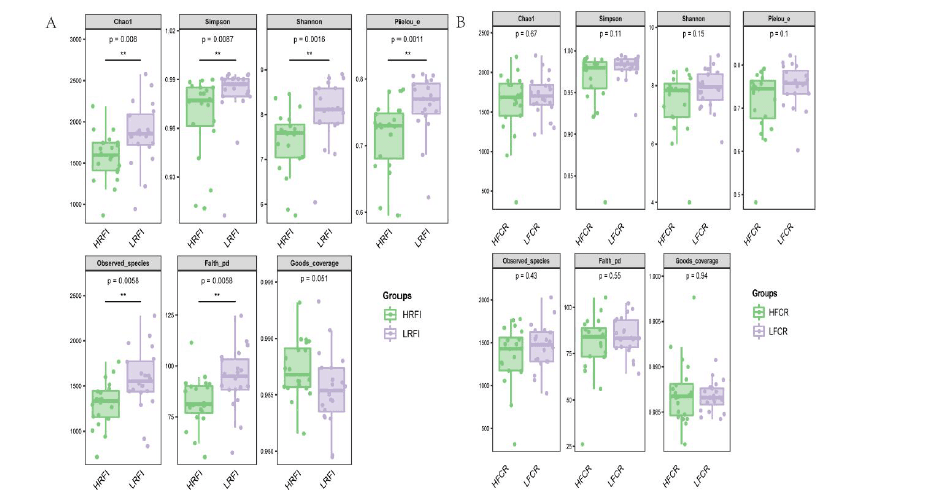 A
Chao1
p = 0.008
**
3000
2500
2000
1500
1000
HRFI
LRFI
Simpson
p = 0.0087
**
1.02
0.99
0.93
HRFI
LRFI
Shannon
p = 0.0016
**
9
8
7
6
HRFI
LRFI
Pielou_e
p = 0.0011
**
0.8
0.7
0.6
HRFI
LRFI
Observed_species
p = 0.0058
**
2500
2000
1500
1000
HRFI
LRFI
Faith_pd
p = 0.0058
**
125
100
75
HRFI
LRFI
Goods_coverage
p = 0.051
HRFI
LRFI
Groups
HRFI
LRFI
B
Chao1
p = 0.67
2500
2000
1500
1000
500
HFCR
LFCR
Simpson
p = 0.11
1.00
0.95
0.90
0.85
HFCR
LFCR
Shannon
p = 0.15
10
8
6
4
HFCR
LFCR
Pielou_e
p = 0.1
0.8
0.7
0.6
0.5
HFCR
LFCR
Observed_species
p = 0.43
2000
1500
1000
500
HFCR
LFCR
Faith_pd
p = 0.55
100
75
50
25
HFCR
LFCR
Goods_coverage
p = 0.94
1.000
0.995
0.990
0.985
HFCR
LFCR
Groups
HFCR
LFCR